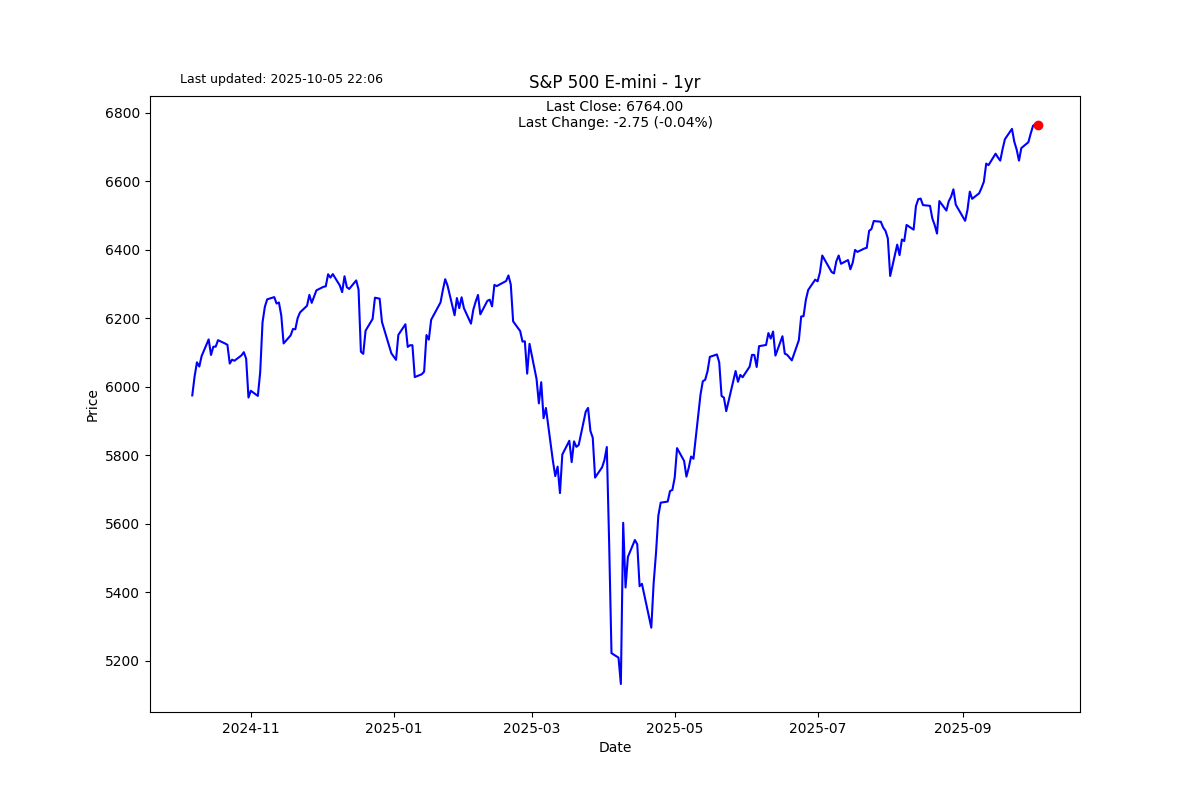 Last updated: 2025-10-05 22:06
S&P 500 E-mini - 1yr
Last Close: 6764.00
Last Change: -2.75 (-0.04%)
6800
6600
6400
6200
6000
5800
5600
5400
5200
Price
2024-11
2025-01
2025-03
2025-05
2025-07
2025-09
Date